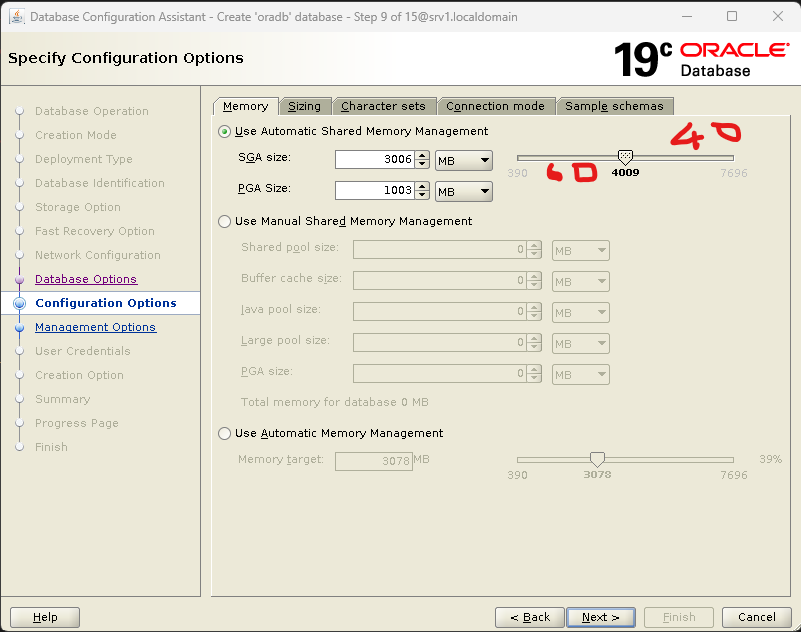 Database Configuration Assistant - Create 'oradb' database - Step 9 of 15@srv1.localdomain
Specify Configuration Options
19c ORACLE
Database
Database Operation
Creation Mode
Deployment Type
Database Identification
Storage Option
Fast Recovery Option
Network Configuration
Database Options
Configuration Options
Management Options
User Credentials
Creation Option
Summary
Progress Page
Finish
Memory Sizing Character sets Connection mode Sample schemas
Use Automatic Shared Memory Management
40
SGA size: 3006 MB
60
390 4009 7696
PGA Size: 1003 MB
Use Manual Shared Memory Management
Shared pool size: 0 MB
Buffer cache size: 0 MB
Java pool size: 0 MB
Large pool size: 0 MB
PGA size: 0 MB
Total memory for database 0 MB
Use Automatic Memory Management
Memory target: 3078 MB 39%
390 3078 7696
Help < Back Next > Finish Cancel